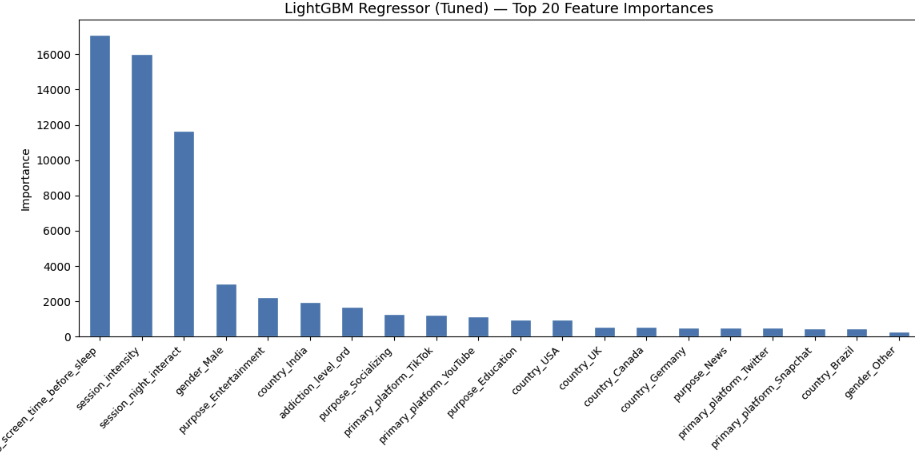 LightGBM Regressor (Tuned) — Top 20 Feature Importances
Importance
16000
14000
12000
10000
8000
6000
4000
2000
0
_screen_time_before_sleep
session_intensity
session_night_interact
gender_Male
purpose_Entertainment
country_India
addiction_level_ord
purpose_Socializing
primary_platform_TikTok
primary_platform_YouTube
purpose_Education
country_USA
country_UK
country_Canada
country_Germany
purpose_News
primary_platform_Twitter
primary_platform_Snapchat
country_Brazil
gender_Other